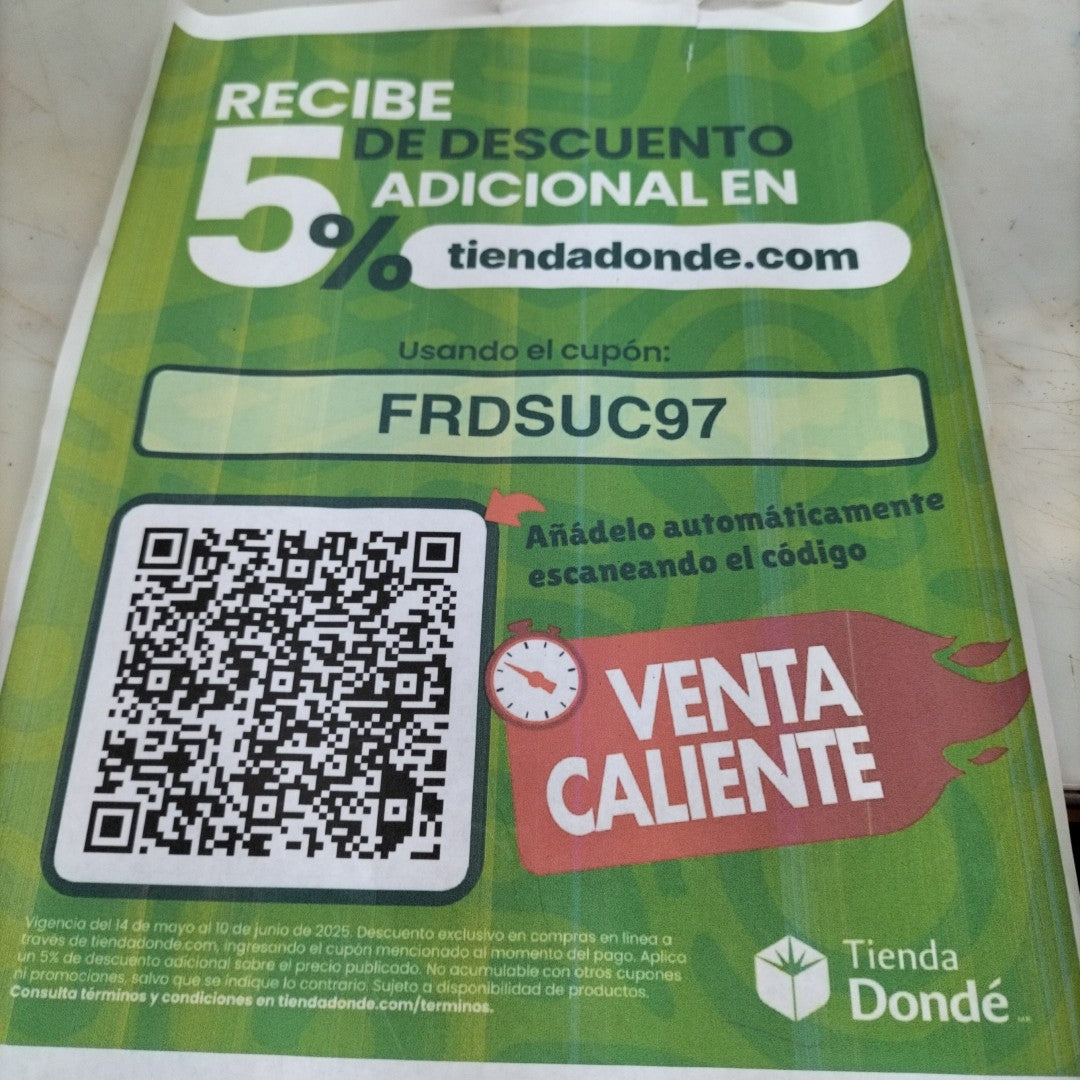 RECIBE
5%
DE DESCUENTO
ADICIONAL EN
tiendadonde.com
Usando el cupón:
FRDSUC97
Añádelo automáticamente
escaneando el código
VENTA
CALIENTE
Vigencia del 14 de mayo al 10 de junio de 2025. Descuento exclusivo en compras en línea a
través de tiendadonde.com, ingresando el cupón mencionado al momento del pago. Aplica
un 5% de descuento adicional sobre el precio publicado. No acumulable con otros cupones
ni promociones, salvo que se indique lo contrario. Sujeto a disponibilidad de productos.
Consulta términos y condiciones en tiendadonde.com/terminos.
Tienda
Dondé